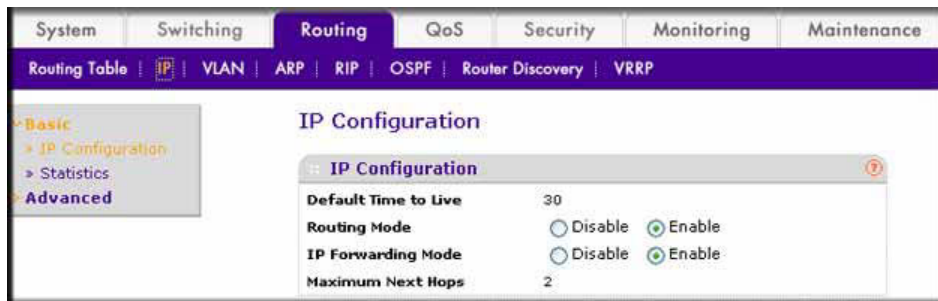 System Switching Routing QoS Security Monitoring Maintenance
Routing Table | IP | VLAN | ARP | RIP | OSPF | Router Discovery | VRRP
Basic
» IP Configuration
» Statistics
Advanced
IP Configuration
IP Configuration ?
Default Time to Live 30
Routing Mode Disable Enable
IP Forwarding Mode Disable Enable
Maximum Next Hops 2